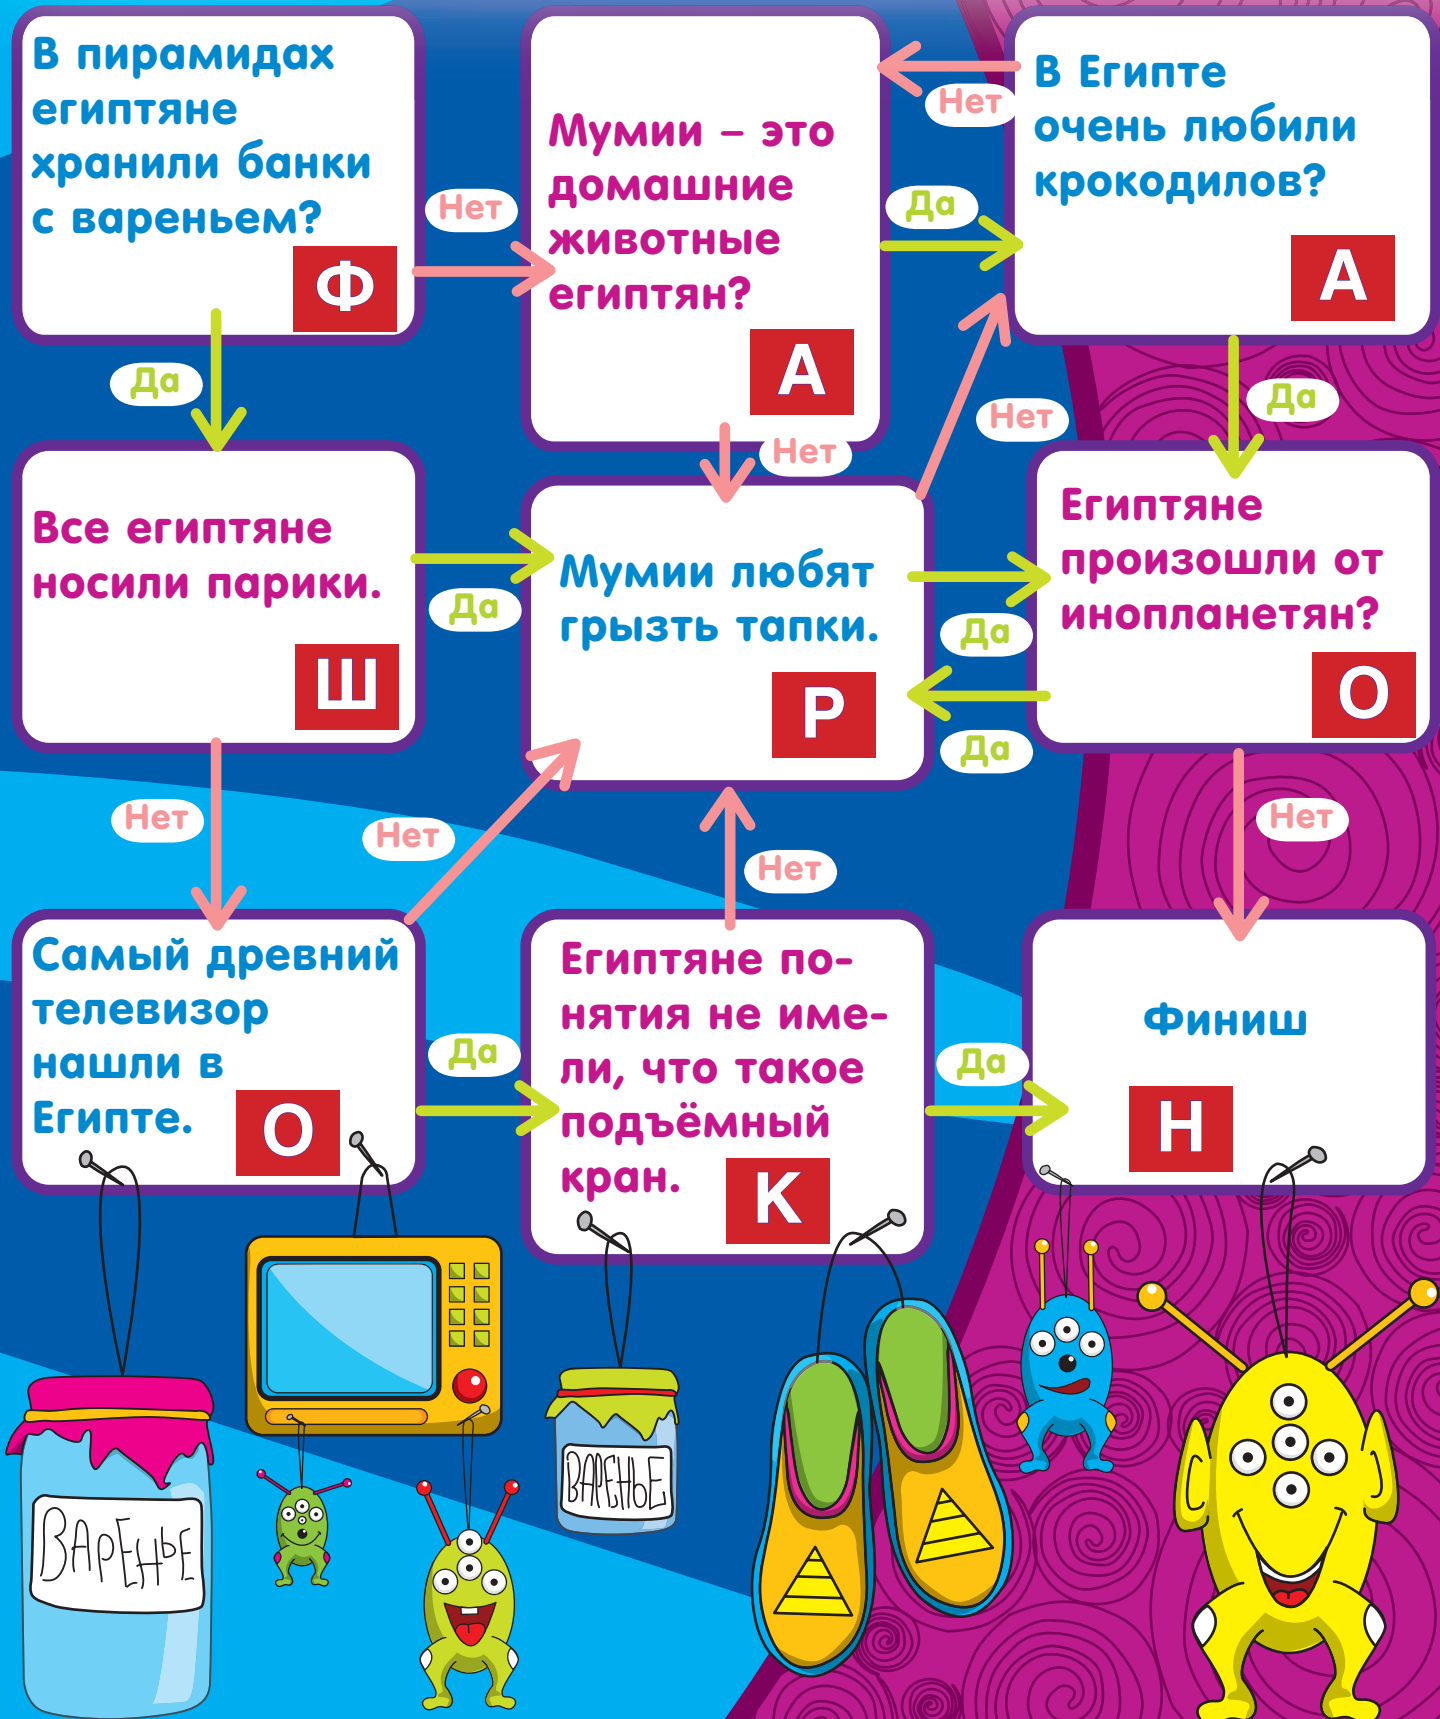 В пирамидах
египтяне
хранили банки
с вареньем?
Ф
Нет
Мумии – это
домашние
животные
египтян?
А
Да
Нет
В Египте
очень любили
крокодилов?
А
Да
Нет
Нет
Да
Все египтяне
носили парики.
Ш
Да
Мумии любят
грызть тапки.
Р
Да
Да
Египтяне
произошли от
инопланетян?
О
Нет
Нет
Нет
Нет
Самый древний
телевизор
нашли в
Египте.
О
Да
Египтяне по-
нятия не име-
ли, что такое
подъёмный
кран.
К
Да
Финиш
Н
ВАРЕНЬЕ
ВАРЕНЬЕ